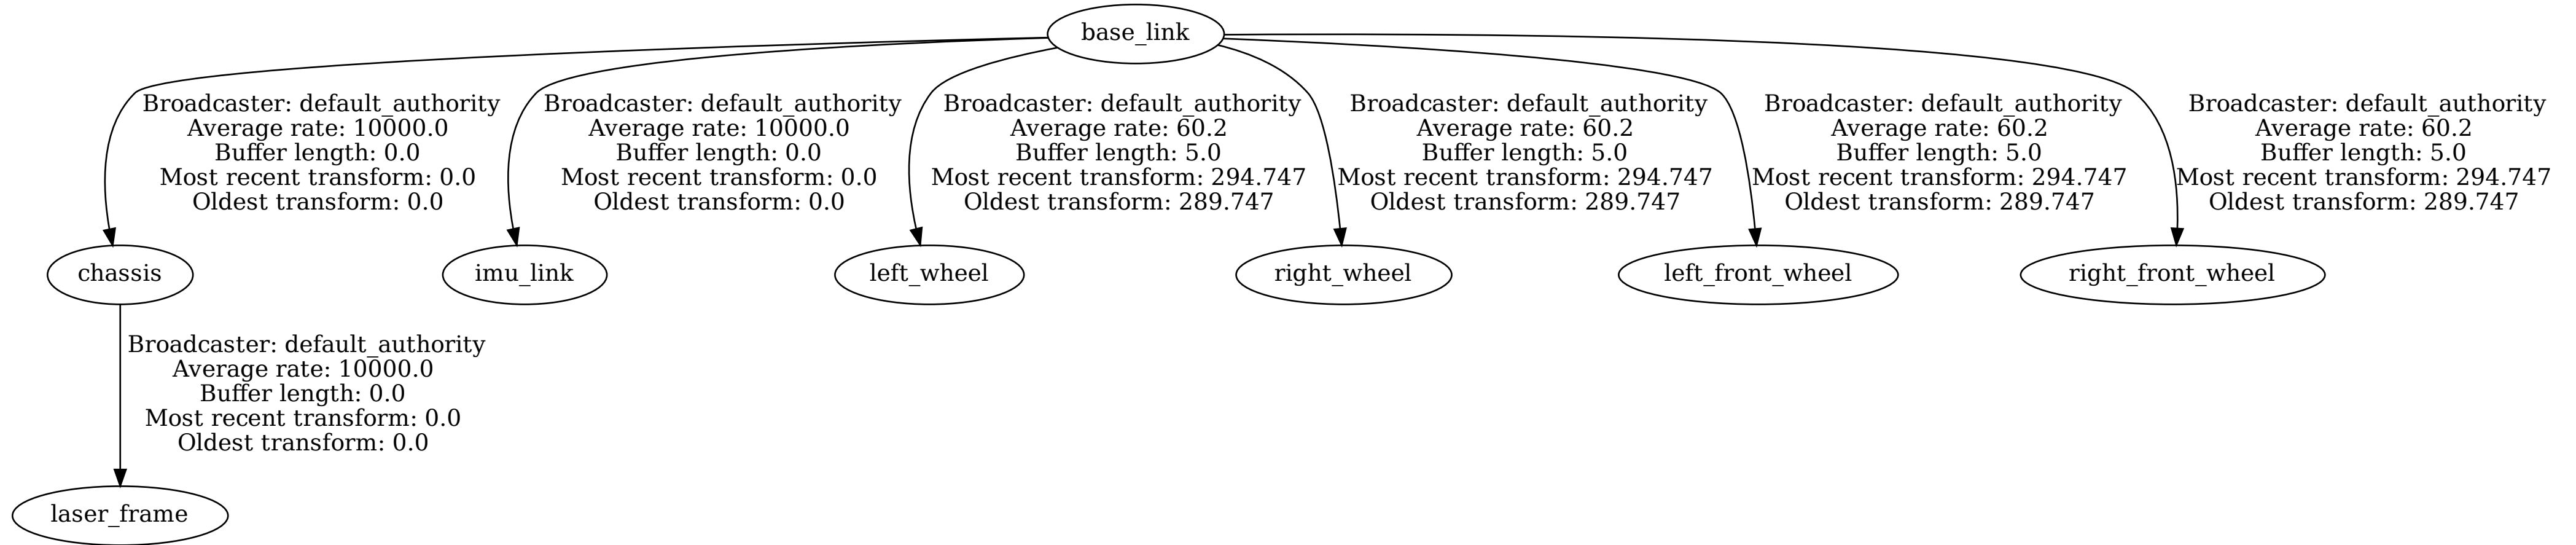 base_link
Broadcaster: default_authority
Average rate: 10000.0
Buffer length: 0.0
Most recent transform: 0.0
Oldest transform: 0.0
Broadcaster: default_authority
Average rate: 10000.0
Buffer length: 0.0
Most recent transform: 0.0
Oldest transform: 0.0
Broadcaster: default_authority
Average rate: 60.2
Buffer length: 5.0
Most recent transform: 294.747
Oldest transform: 289.747
Broadcaster: default_authority
Average rate: 60.2
Buffer length: 5.0
Most recent transform: 294.747
Oldest transform: 289.747
Broadcaster: default_authority
Average rate: 60.2
Buffer length: 5.0
Most recent transform: 294.747
Oldest transform: 289.747
Broadcaster: default_authority
Average rate: 60.2
Buffer length: 5.0
Most recent transform: 294.747
Oldest transform: 289.747
chassis
imu_link
left_wheel
right_wheel
left_front_wheel
right_front_wheel
Broadcaster: default_authority
Average rate: 10000.0
Buffer length: 0.0
Most recent transform: 0.0
Oldest transform: 0.0
laser_frame